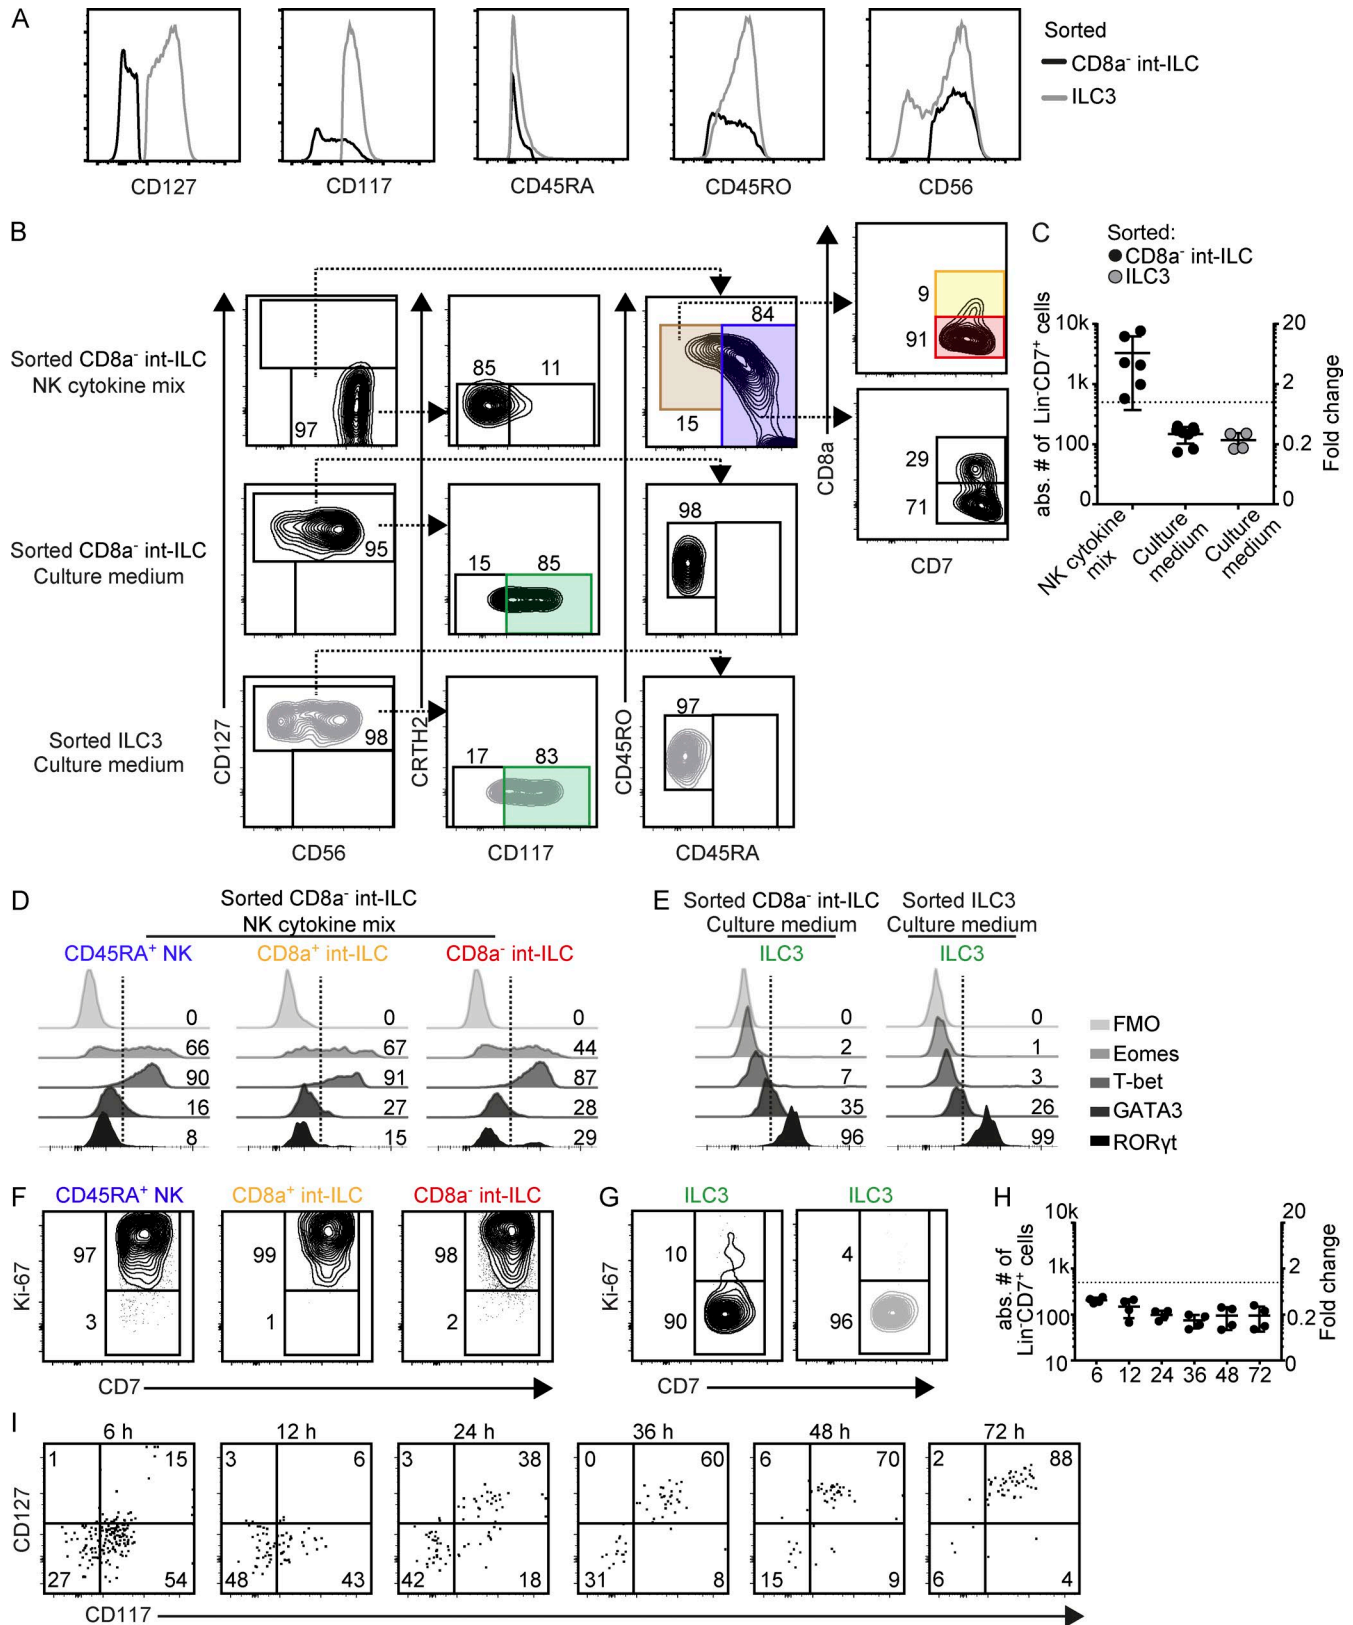 A
Sorted
CD8a⁻ int-ILC
ILC3
CD127
CD117
CD45RA
CD45RO
CD56
B
Sorted CD8a⁻ int-ILC
NK cytokine mix
97
85
11
84
15
9
91
29
71
CD8a
CD7
Sorted CD8a⁻ int-ILC
Culture medium
95
15
85
98
Sorted ILC3
Culture medium
98
17
83
97
CD127
CRTH2
CD45RO
CD56
CD117
CD45RA
C
Sorted:
CD8a⁻ int-ILC
ILC3
abs. # of Lin⁻CD7⁺ cells
10k
1k
100
0
20
2
0.2
0
Fold change
NK cytokine mix
Culture medium
Culture medium
D
Sorted CD8a⁻ int-ILC
NK cytokine mix
CD45RA⁺ NK
CD8a⁺ int-ILC
CD8a⁻ int-ILC
0 0 0
66 67 44
90 91 87
16 27 28
8 15 29
E
Sorted CD8a⁻ int-ILC
Culture medium
ILC3
Sorted ILC3
Culture medium
ILC3
0 0
2 1
7 3
35 26
96 99
FMO
Eomes
T-bet
GATA3
RORγt
F
CD45RA⁺ NK
CD8a⁺ int-ILC
CD8a⁻ int-ILC
Ki-67
97 99 98
3 1 2
CD7
G
ILC3
ILC3
Ki-67
10 4
90 96
CD7
H
abs. # of
Lin⁻CD7⁺ cells
10k
1k
100
10
20
2
0.2
0
Fold change
6 12 24 36 48 72
I
6 h
12 h
24 h
36 h
48 h
72 h
1 15 3 6 3 38 0 60 6 70 2 88
27 54 48 43 42 18 31 8 15 9 6 4
CD127
CD117